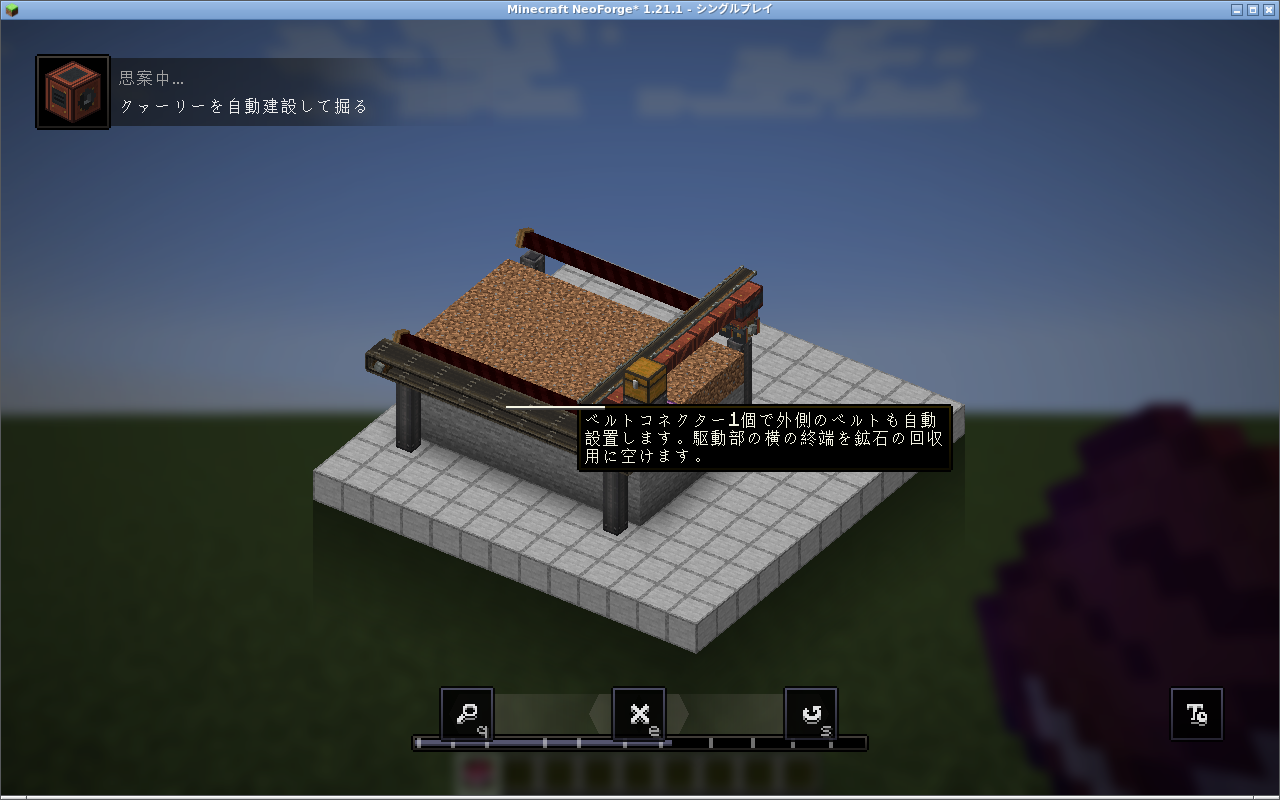 Minecraft NeoForge* 1.21.1 - シングルプレイ
思案中...
クァーリーを自動建設して掘る
ベルトコネクター1個で外側のベルトも自動
設置します。駆動部の横の終端を鉱石の回収
用に空けます。
q
e
s